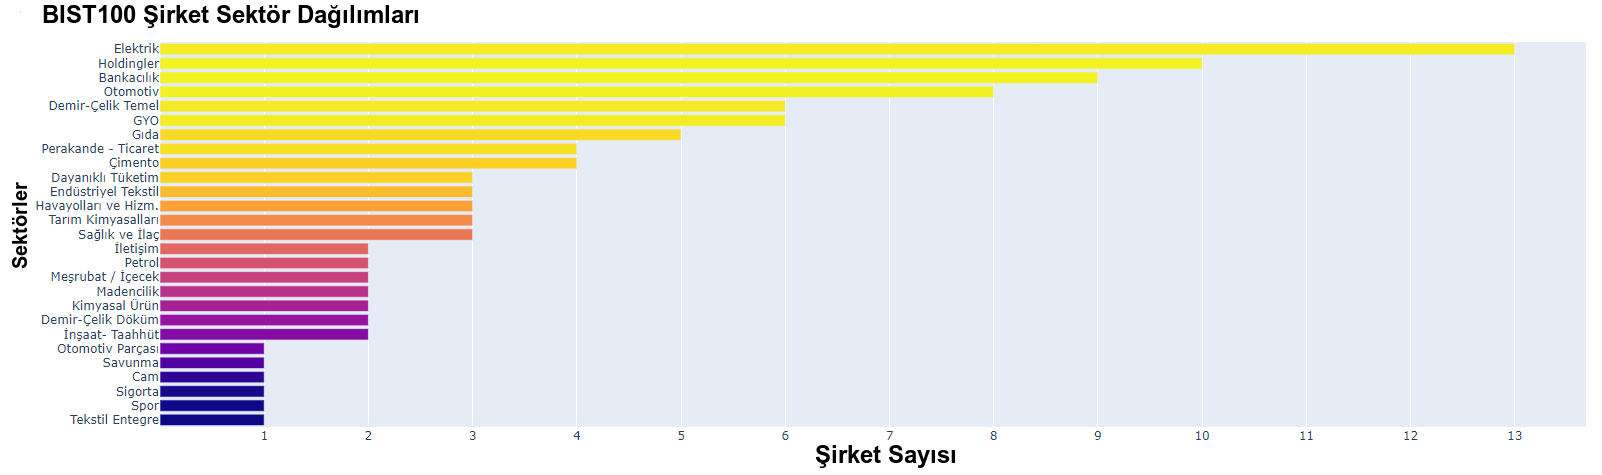 BIST100 Şirket Sektör Dağılımları
Sektörler
Elektrik
Holdingler
Bankacılık
Otomotiv
Demir-Çelik Temel
GYO
Gıda
Perakande - Ticaret
Çimento
Dayanıklı Tüketim
Endüstriyel Tekstil
Havayolları ve Hizm.
Tarım Kimyasalları
Sağlık ve İlaç
İletişim
Petrol
Meşrubat / İçecek
Madencilik
Kimyasal Ürün
Demir-Çelik Döküm
İnşaat- Taahhüt
Otomotiv Parçası
Savunma
Cam
Sigorta
Spor
Tekstil Entegre
1 2 3 4 5 6 7 8 9 10 11 12 13
Şirket Sayısı